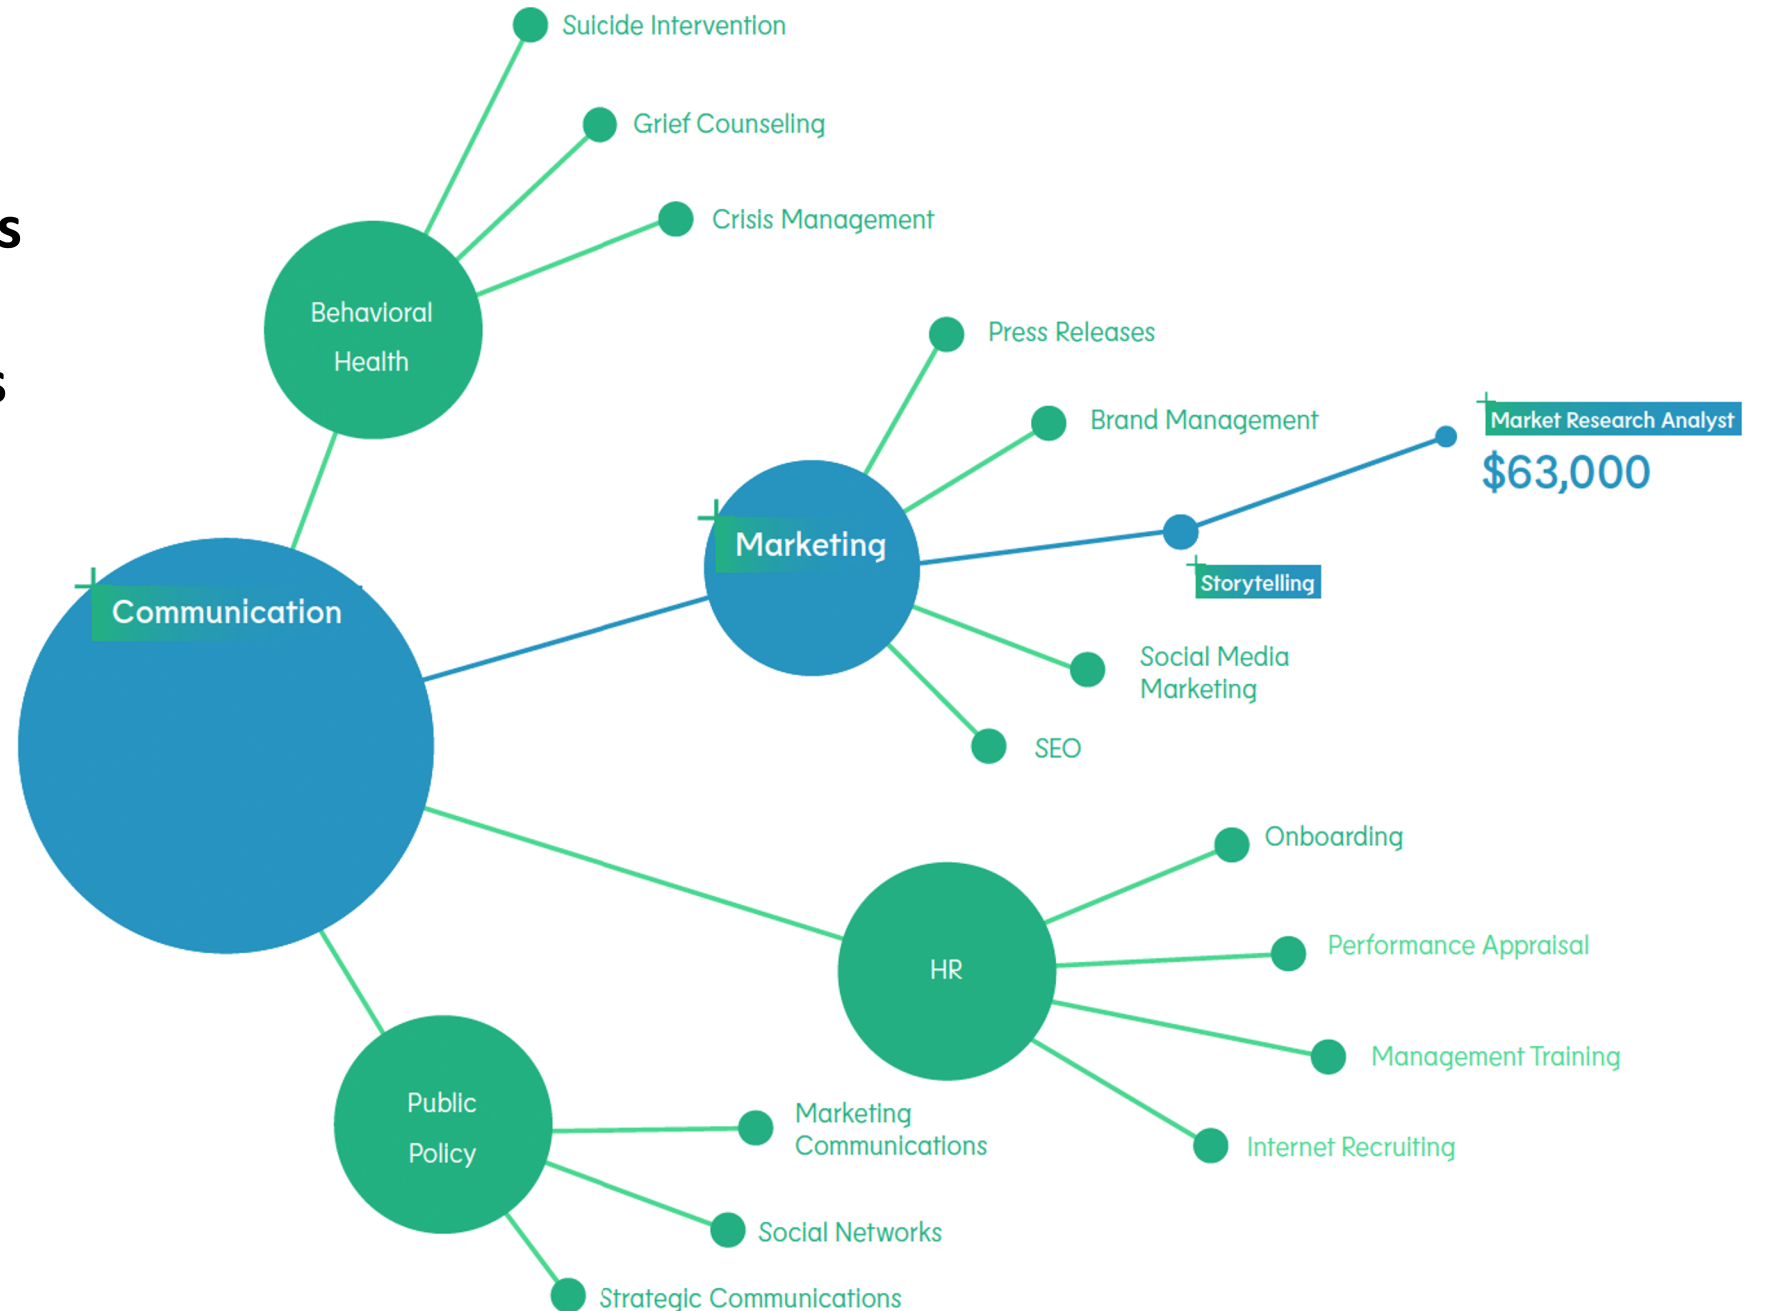 Suicide Intervention
Grief Counseling
s
Crisis Management
Behavioral
Health
s
Press Releases
Brand Management
Market Research Analyst
$63,000
Marketing
Storytelling
Communication
Social Media
Marketing
SEO
Onboarding
Performance Appraisal
HR
Management Training
Internet Recruiting
Public
Policy
Marketing
Communications
Social Networks
Strategic Communications